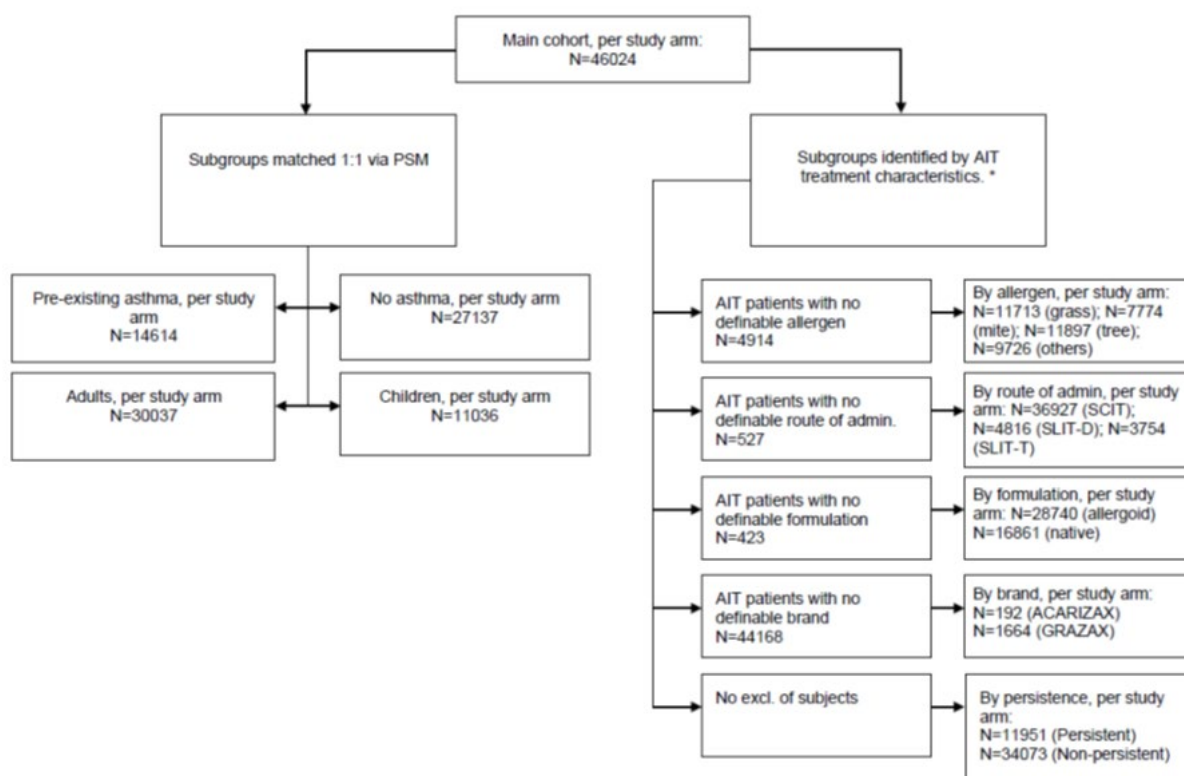 Main cohort, per study arm:
N=46024
Subgroups matched 1:1 via PSM
Subgroups identified by AIT
treatment characteristics. *
Pre-existing asthma, per study
arm
N=14614
No asthma, per study arm
N=27137
Adults, per study arm
N=30037
Children, per study arm
N=11036
AIT patients with no
definable allergen
N=4914
By allergen, per study arm:
N=11713 (grass); N=7774
(mite); N=11897 (tree);
N=9726 (others)
AIT patients with no
definable route of admin.
N=527
By route of admin, per study
arm: N=36927 (SCIT);
N=4816 (SLIT-D); N=3754
(SLIT-T)
AIT patients with no
definable formulation
N=423
By formulation, per study
arm: N=28740 (allergoid)
N=16861 (native)
AIT patients with no
definable brand
N=44168
By brand, per study arm:
N=192 (ACARIZAX)
N=1664 (GRAZAX)
No excl. of subjects
By persistence, per study
arm:
N=11951 (Persistent)
N=34073 (Non-persistent)